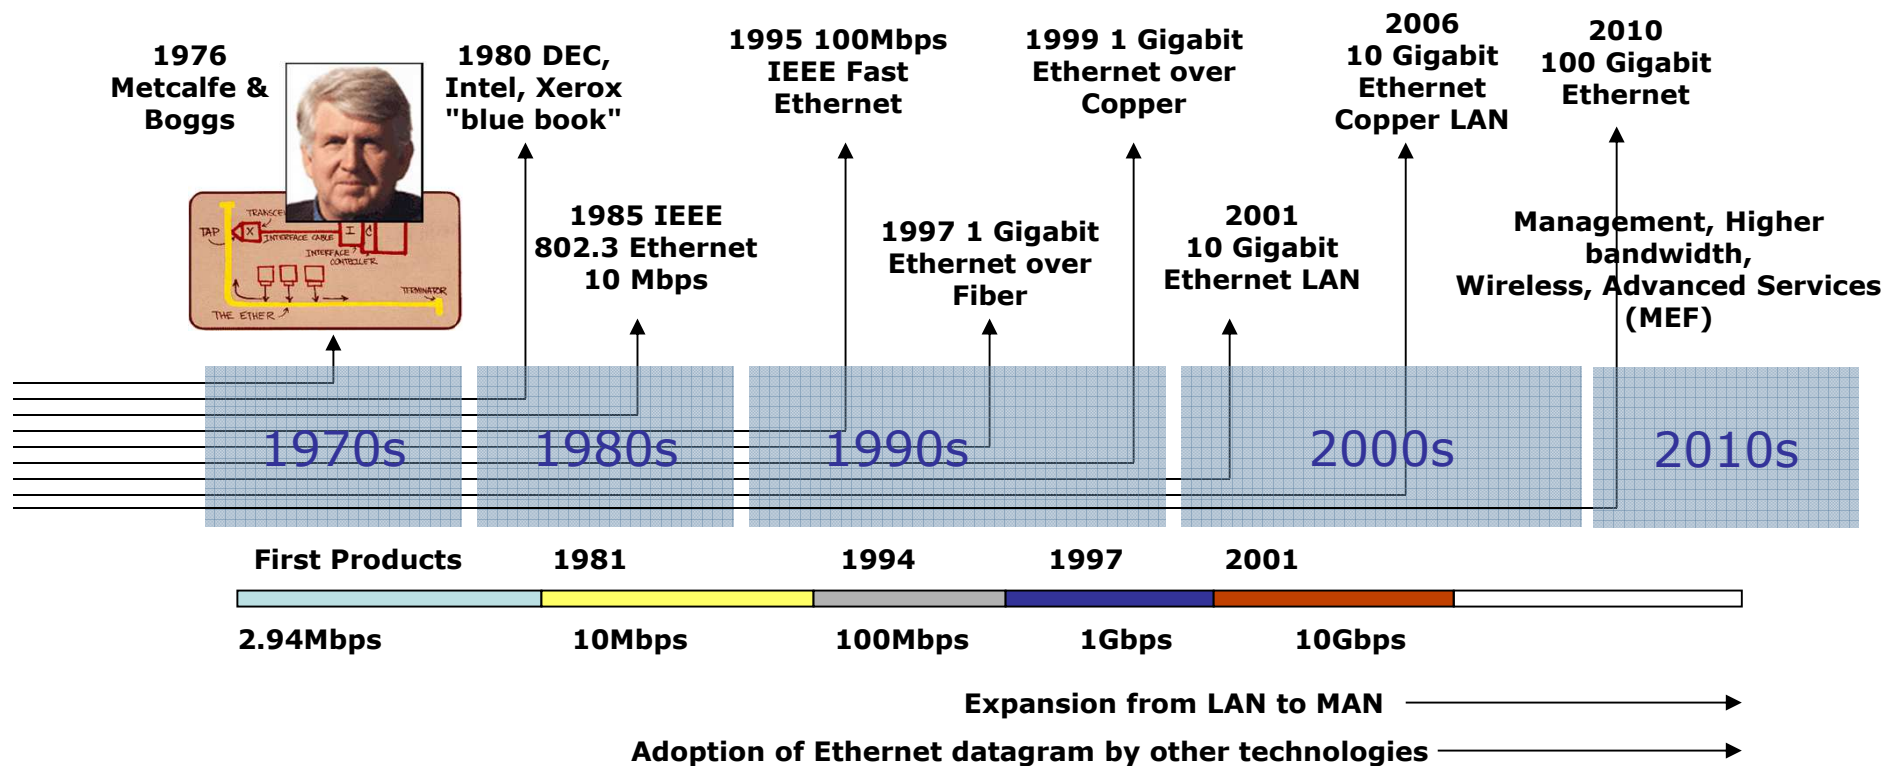 1976
Metcalfe &
Boggs
1980 DEC,
Intel, Xerox
"blue book"
1995 100Mbps
IEEE Fast
Ethernet
1999 1 Gigabit
Ethernet over
Copper
2006
10 Gigabit
Ethernet
Copper LAN
2010
100 Gigabit
Ethernet
TAP
X
INTERFACE CABLE
I
C
INTERFACE
CONTROLLER
TERMINATOR
THE ETHER
1985 IEEE
802.3 Ethernet
10 Mbps
1997 1 Gigabit
Ethernet over
Fiber
2001
10 Gigabit
Ethernet LAN
Management, Higher
bandwidth,
Wireless, Advanced Services
(MEF)
1970s
1980s
1990s
2000s
2010s
First Products
1981
1994
1997
2001
2.94Mbps
10Mbps
100Mbps
1Gbps
10Gbps
Expansion from LAN to MAN
Adoption of Ethernet datagram by other technologies